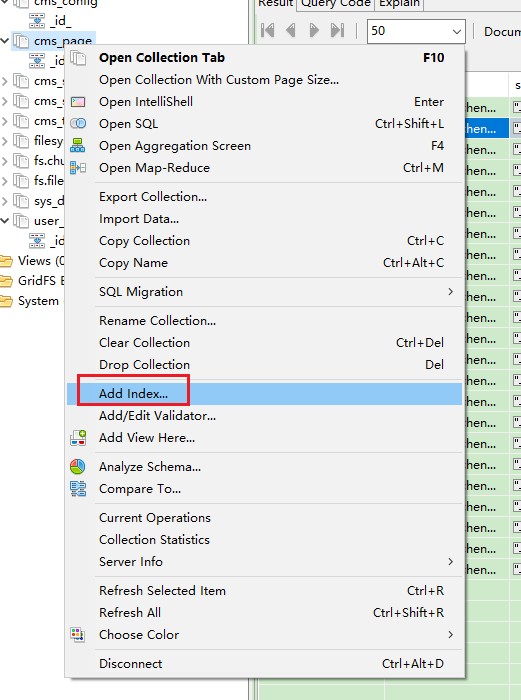 cms_config
_id_
cms_page
_id
cms_s
cms_s
cms_t
filesy
fs.chu
fs.file
sys_d
user_
_id
Views (0
GridFS B
System
Result Query Code Explain
50 Docum
s
Open Collection Tab F10
Open Collection With Custom Page Size...
Open IntelliShell Enter
Open SQL Ctrl+Shift+L
Open Aggregation Screen F4
Open Map-Reduce Ctrl+M
Export Collection...
Import Data...
Copy Collection Ctrl+C
Copy Name Ctrl+Alt+C
SQL Migration
Rename Collection...
Clear Collection Ctrl+Del
Drop Collection Del
Add Index...
Add/Edit Validator...
Add View Here...
Analyze Schema...
Compare To...
Current Operations
Collection Statistics
Server Info
Refresh Selected Item Ctrl+R
Refresh All Ctrl+Shift+R
Choose Color
Disconnect Ctrl+Alt+D